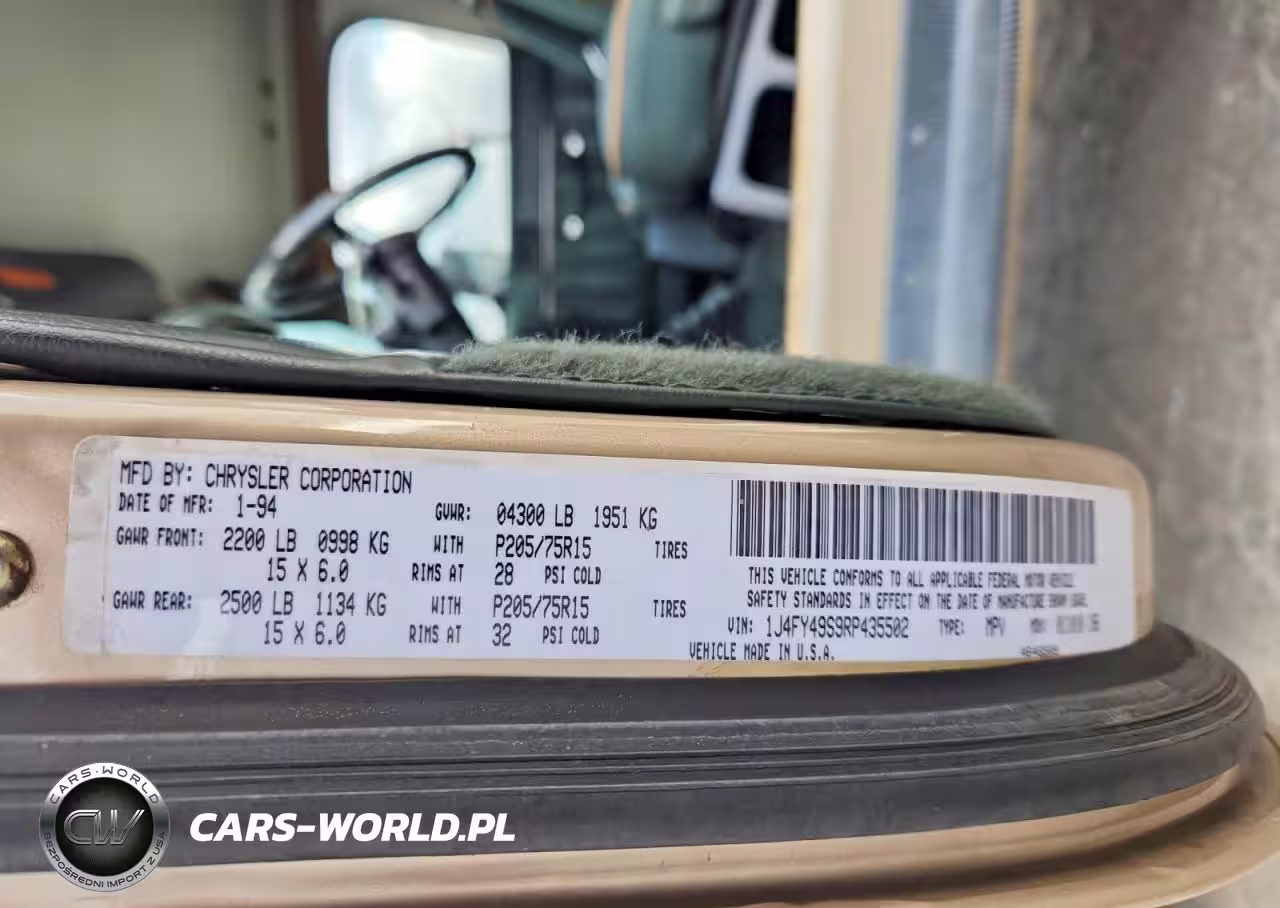 MFD BY: CHRYSLER CORPORATION
DATE OF MFR: 1-94 GVWR: 04300 LB 1951 KG
GAWR FRONT: 2200 LB 0998 KG WITH P205/75R15 TIRES
15 X 6.0 RIMS AT 28 PSI COLD
GAWR REAR: 2500 LB 1134 KG WITH P205/75R15 TIRES
15 X 6.0 RIMS AT 32 PSI COLD
THIS VEHICLE CONFORMS TO ALL APPLICABLE FEDERAL MOTOR VEHICLE
SAFETY STANDARDS IN EFFECT ON THE DATE OF MANUFACTURE SHOWN ABOVE.
VIN: 1J4FY49S9RP435502 TYPE: MPV
VEHICLE MADE IN U.S.A.
CARS-WORLD
CW
BEZPOŚREDNI IMPORT Z USA
CARS-WORLD.PL